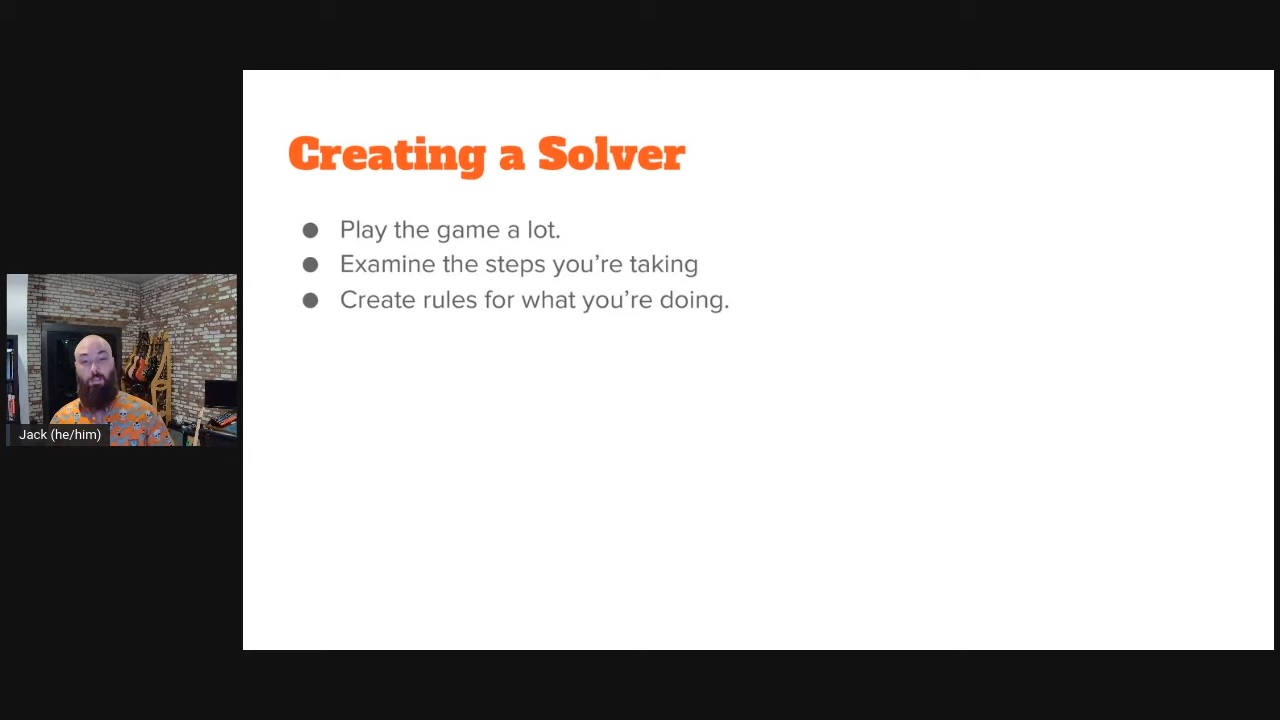 Creating a Solver
● Play the game a lot.
● Examine the steps you're taking
● Create rules for what you're doing.
Jack (he/him)